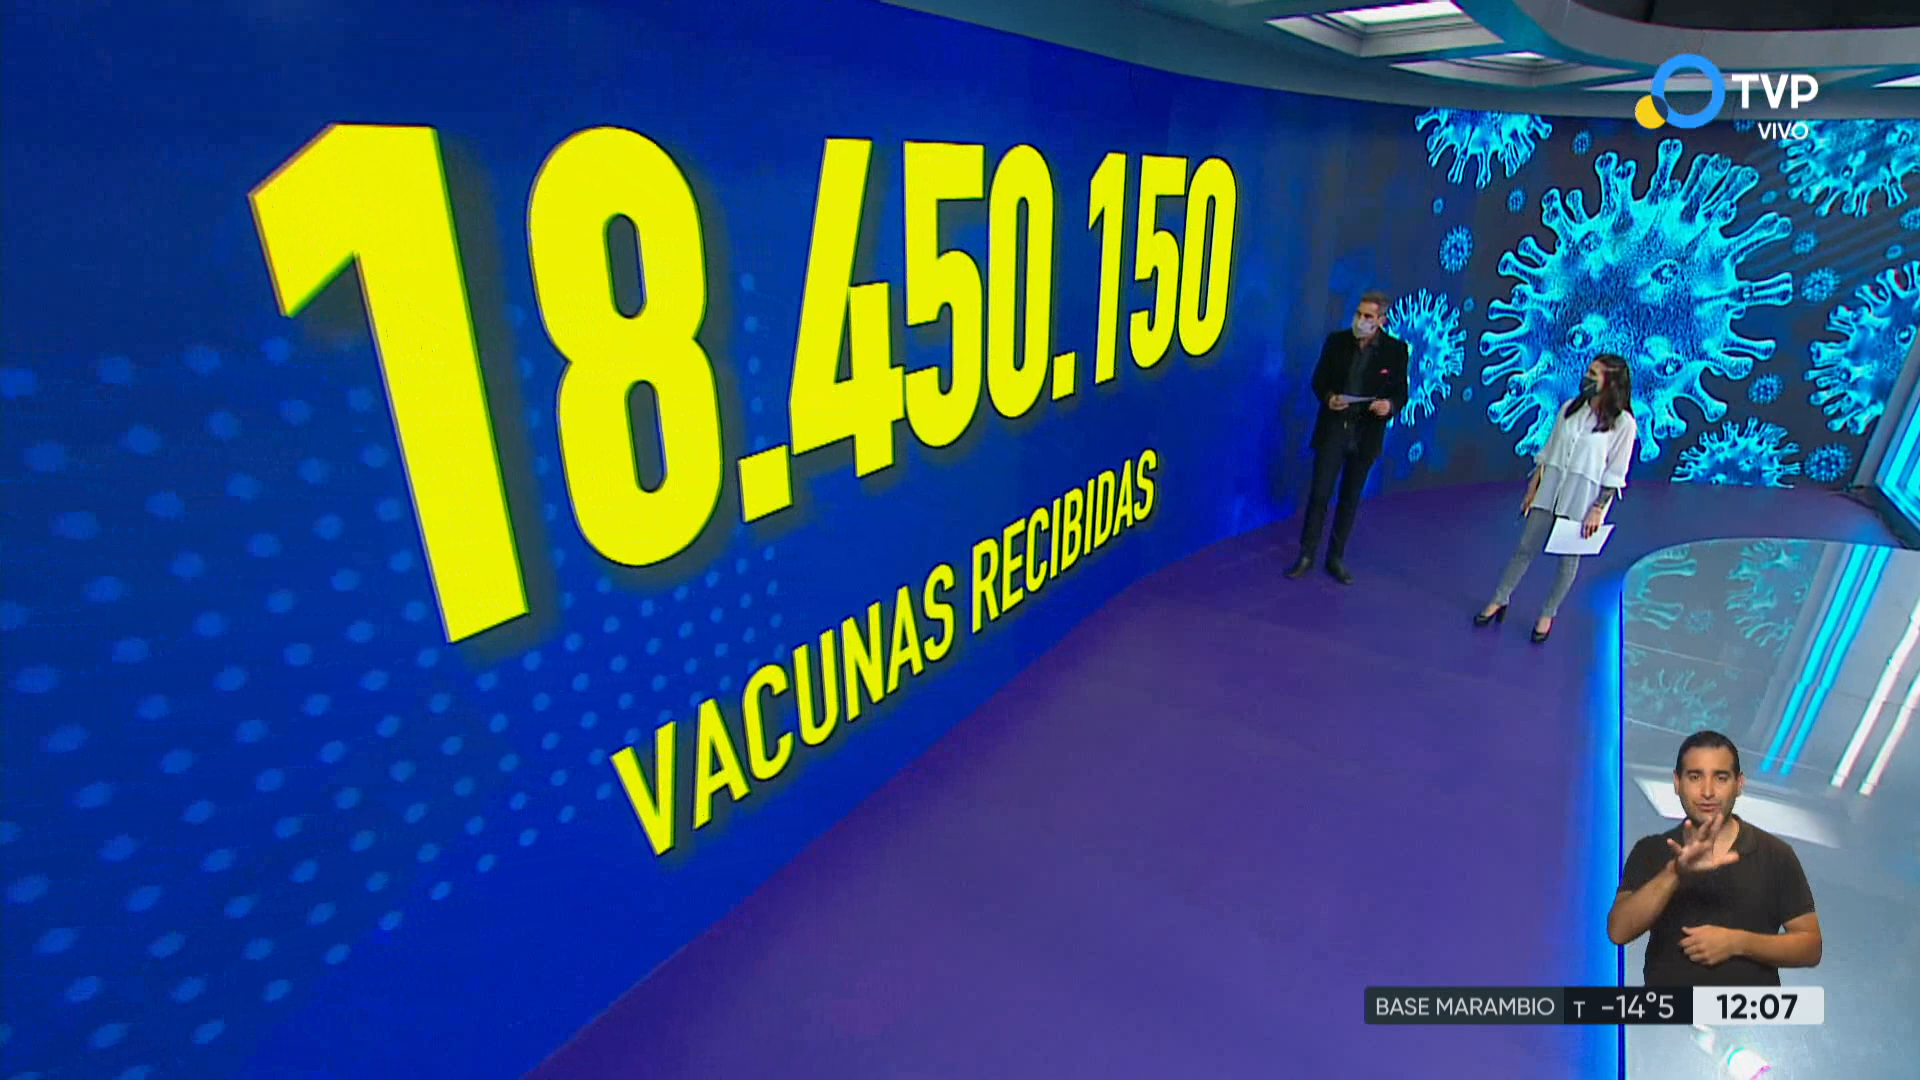 TVP
VIVO
18.450.150
VACUNAS RECIBIDAS
BASE MARAMBIO T -14°5 12:07